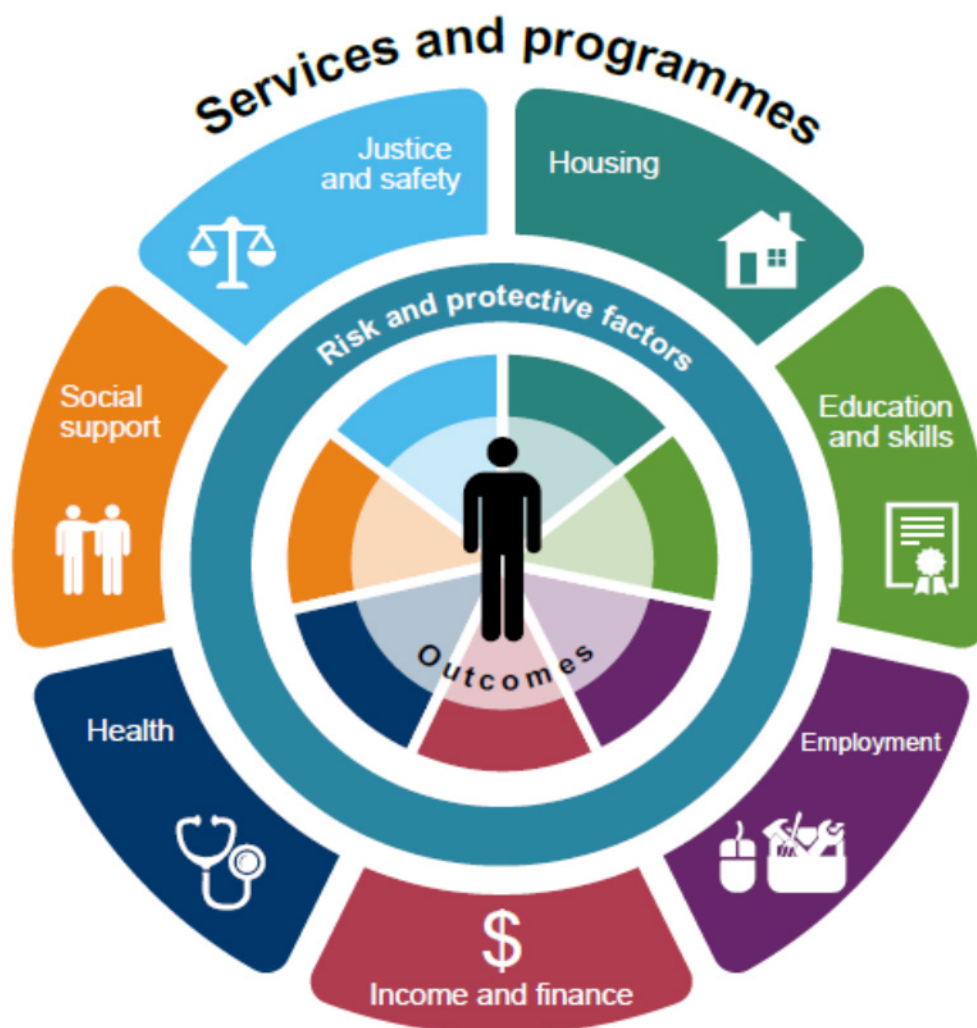 Services and programmes
Justice
and safety
Housing
Risk and protective factors
Social
support
Education
and skills
Outcomes
Health
Employment
$
Income and finance